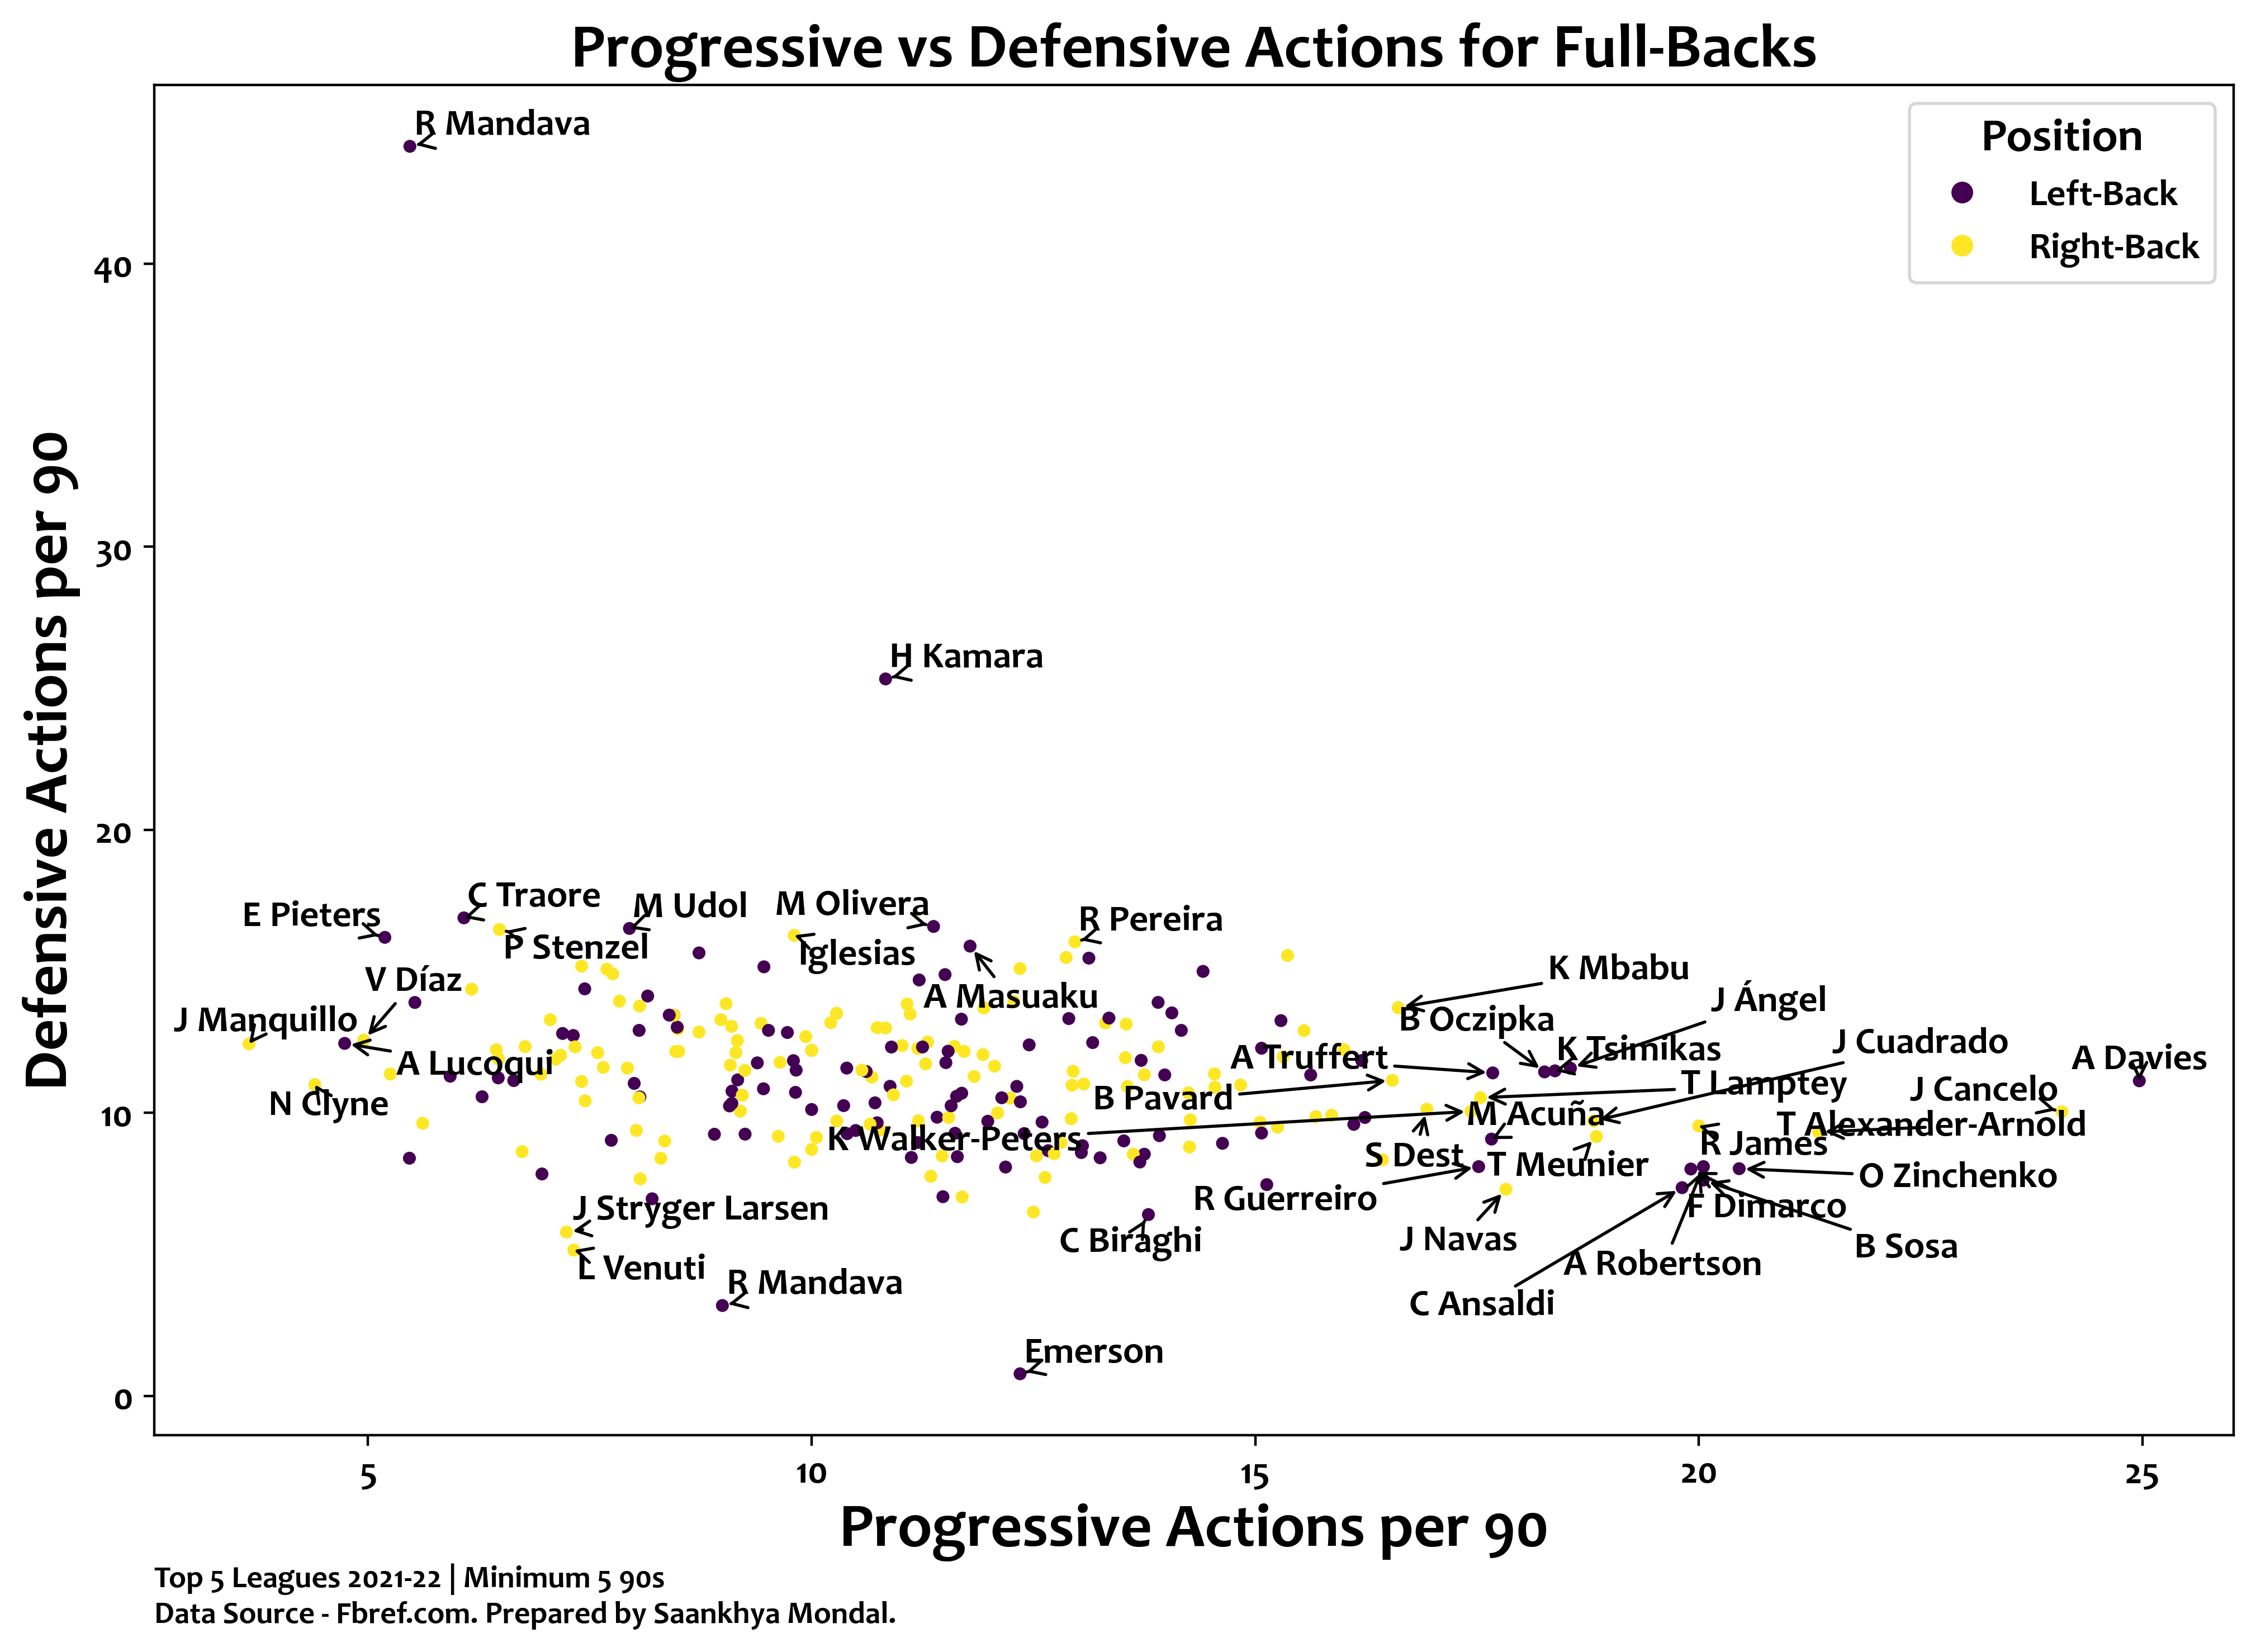 Progressive vs Defensive Actions for Full-Backs
R Mandava
Position
Left-Back
Right-Back
40
30
H Kamara
20
C Traore
M Udol
M Olivera
E Pieters
R Pereira
P Stenzel
Iglesias
V Díaz
K Mbabu
A Masuaku
J Ángel
J Manquillo
B Oczipka
J Cuadrado
K Tsimikas
A Truffert
A Davies
A Lucoqui
T Lamptey
J Cancelo
B Pavard
N Clyne
10
M Acuña
T Alexander-Arnold
K Walker-Peters
R James
S Dest
T Meunier
O Zinchenko
R Guerreiro
J Stryger Larsen
F Dimarco
C Biraghi
J Navas
B Sosa
L Venuti
A Robertson
R Mandava
C Ansaldi
Emerson
0
5
10
15
20
25
Defensive Actions per 90
Progressive Actions per 90
Top 5 Leagues 2021-22 | Minimum 5 90s
Data Source - Fbref.com. Prepared by Saankhya Mondal.